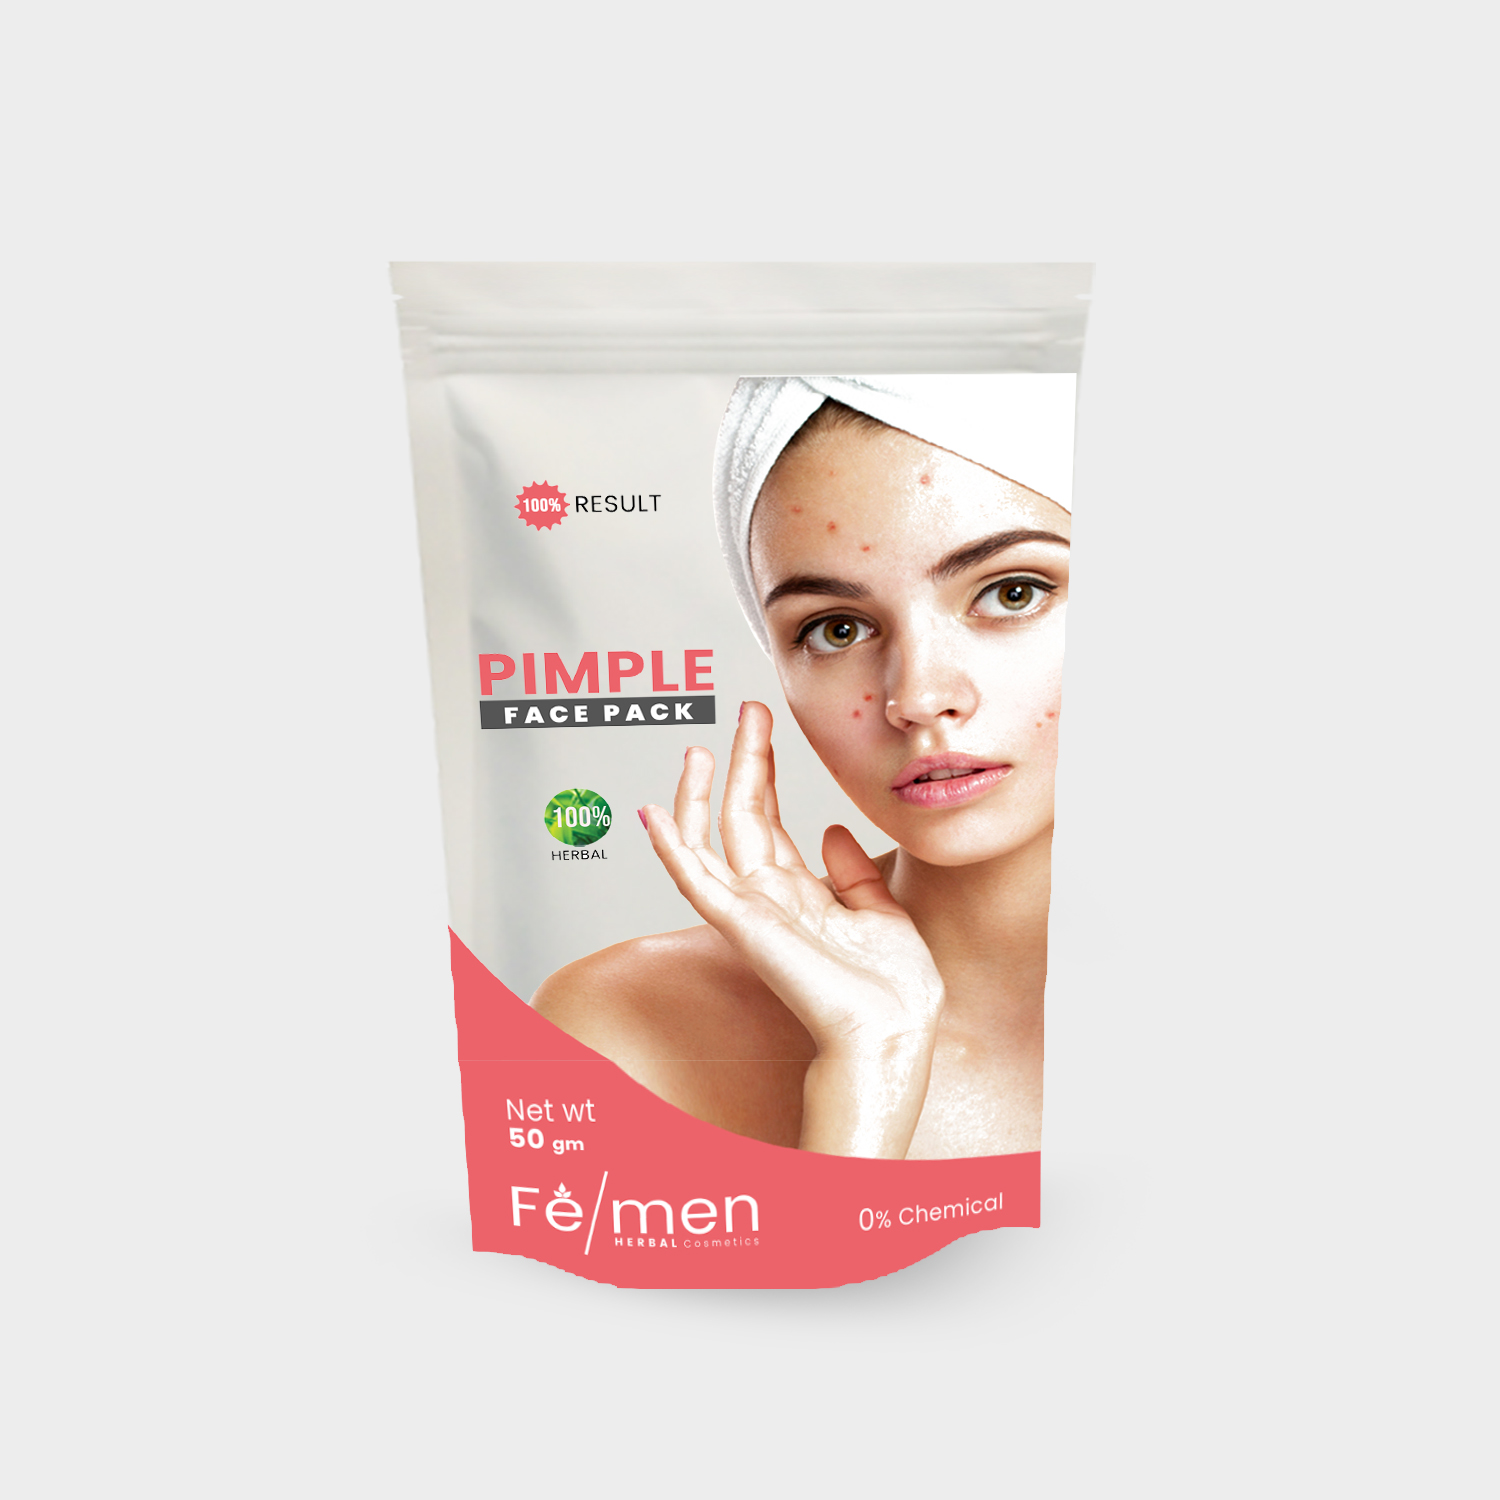 100% RESULT
PIMPLE
FACE PACK
100%
HERBAL
Net wt
50 gm
Fe/men
HERBAL Cosmetics
0% Chemical